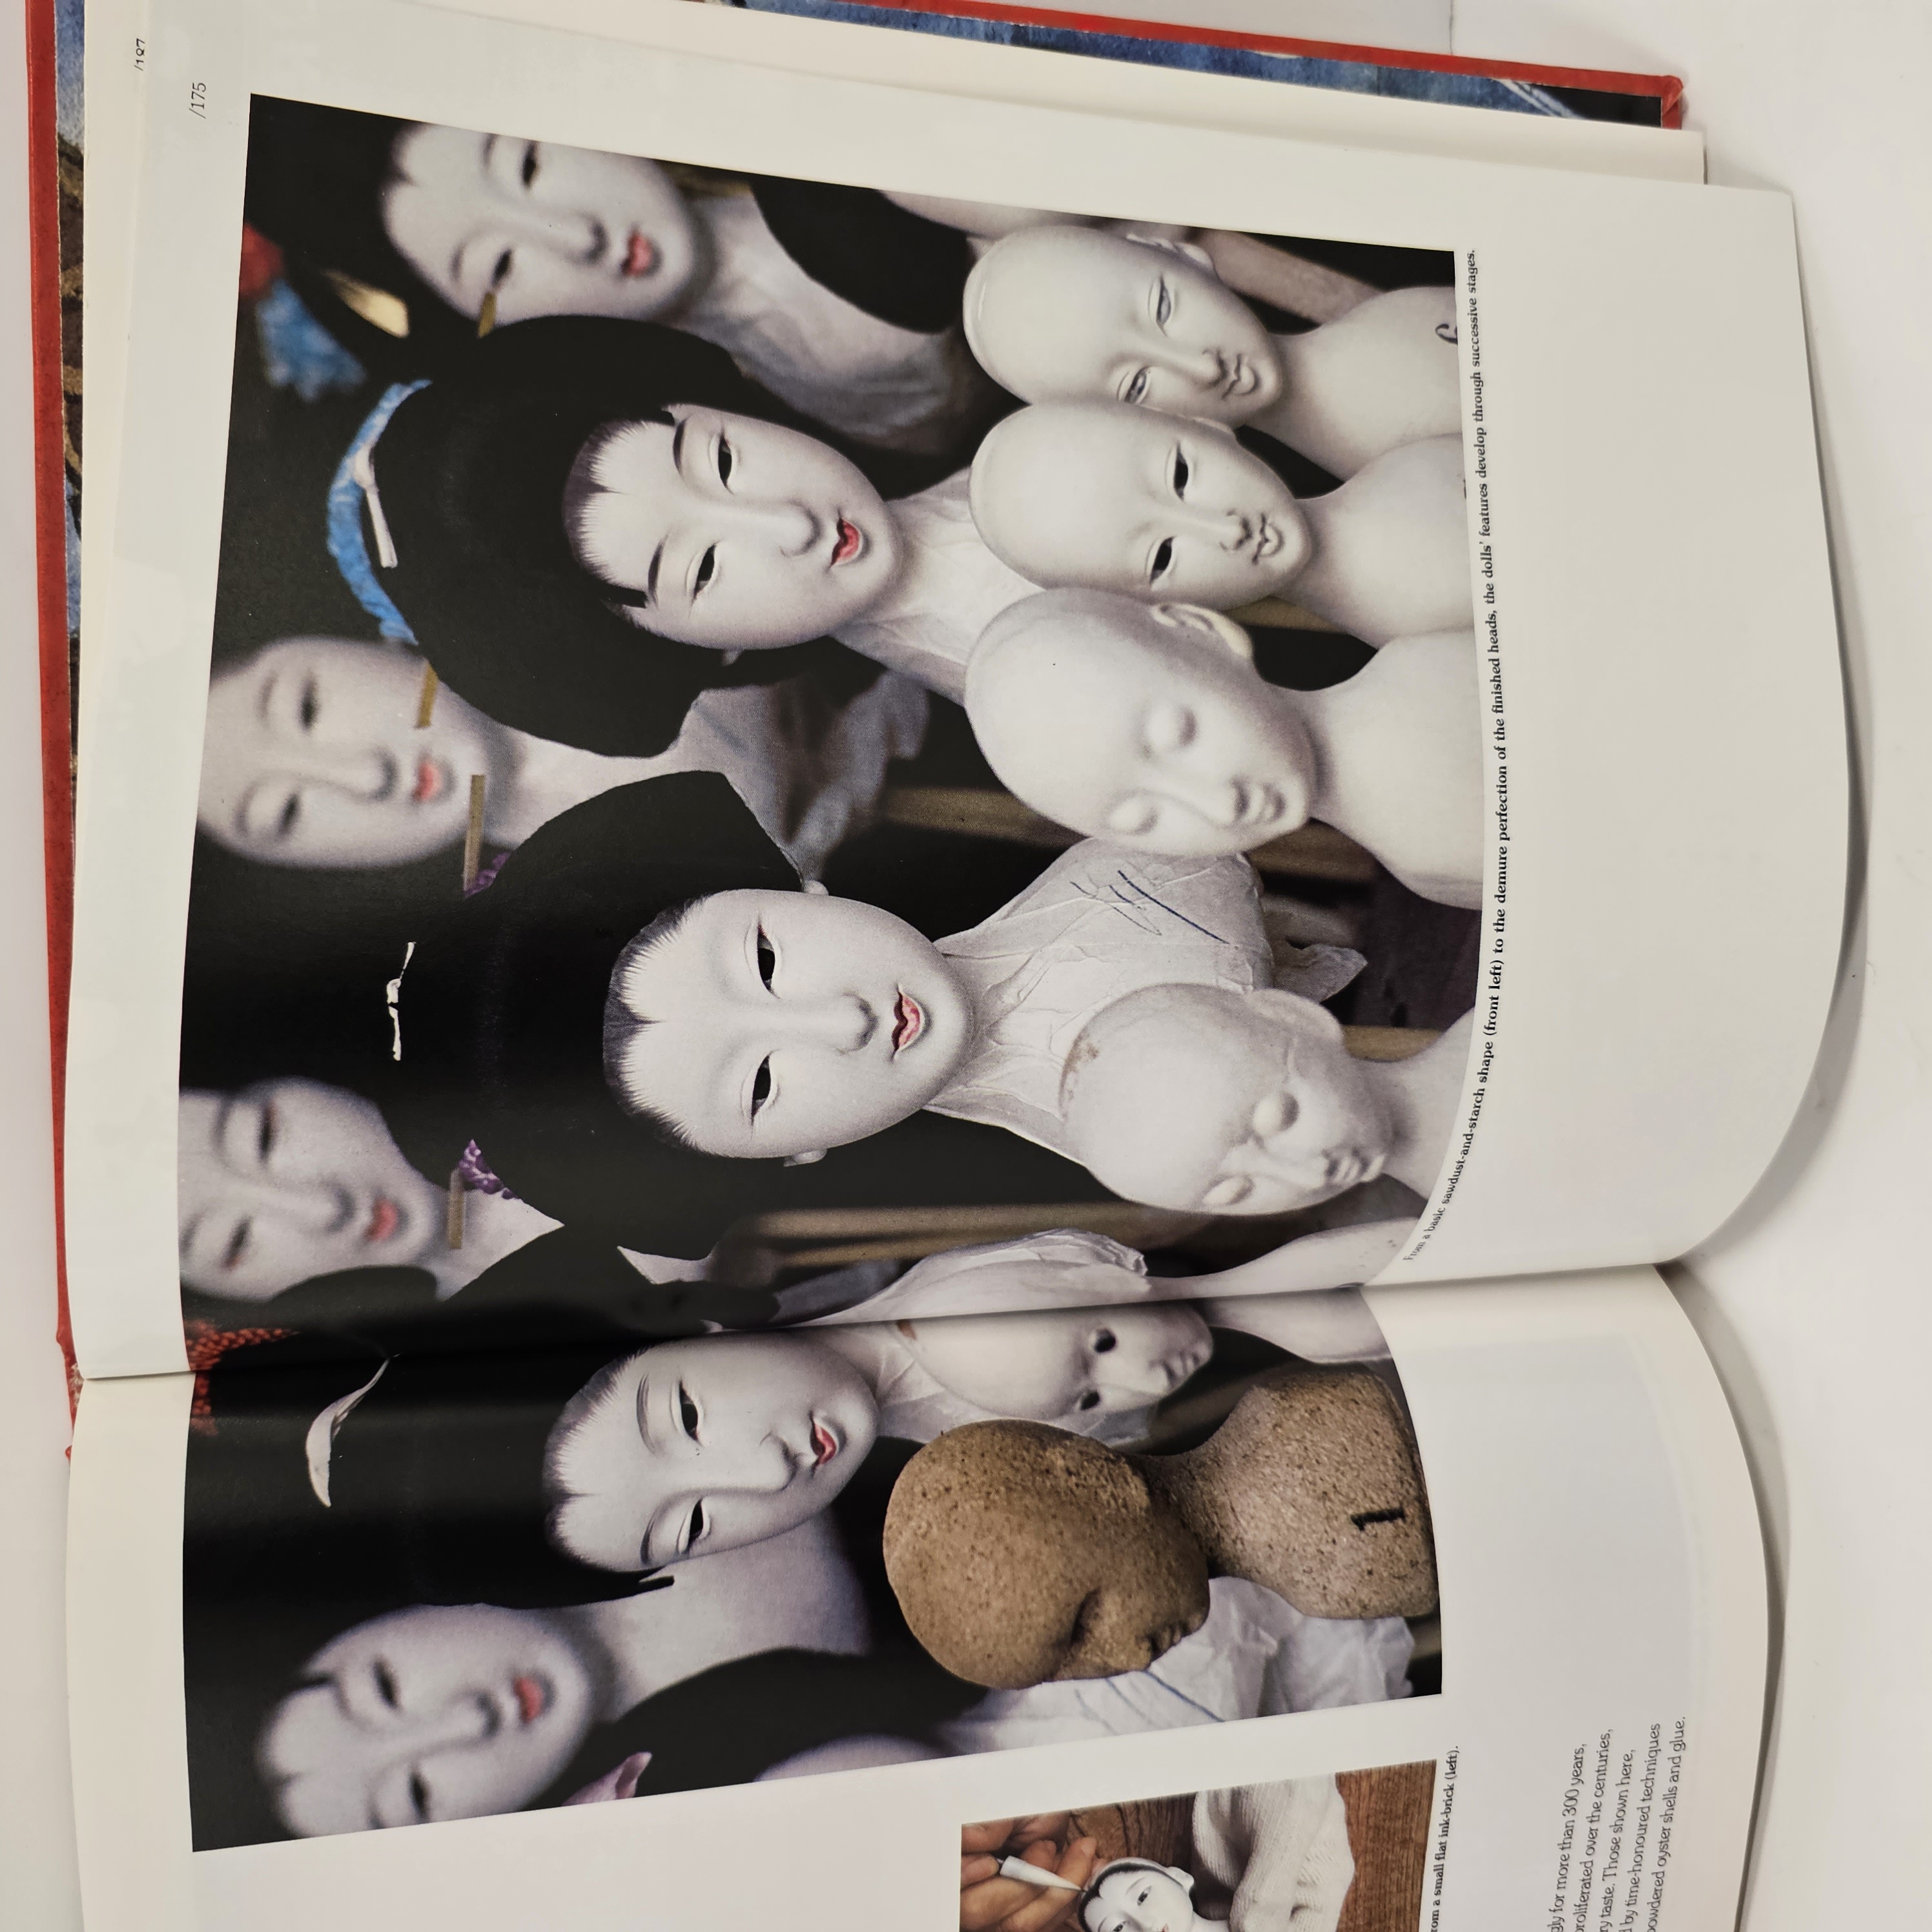 /187
/175
rom a small flat ink-brick (left).
gly for more than 300 years,
proliferated over the centuries,
ry taste. Those shown here,
d by time-honoured techniques
powdered oyster shells and glue.
1
6
From a basic sawdust-and-starch shape (front left) to the demure perfection of the finished heads, the dolls' features develop through successive stages.